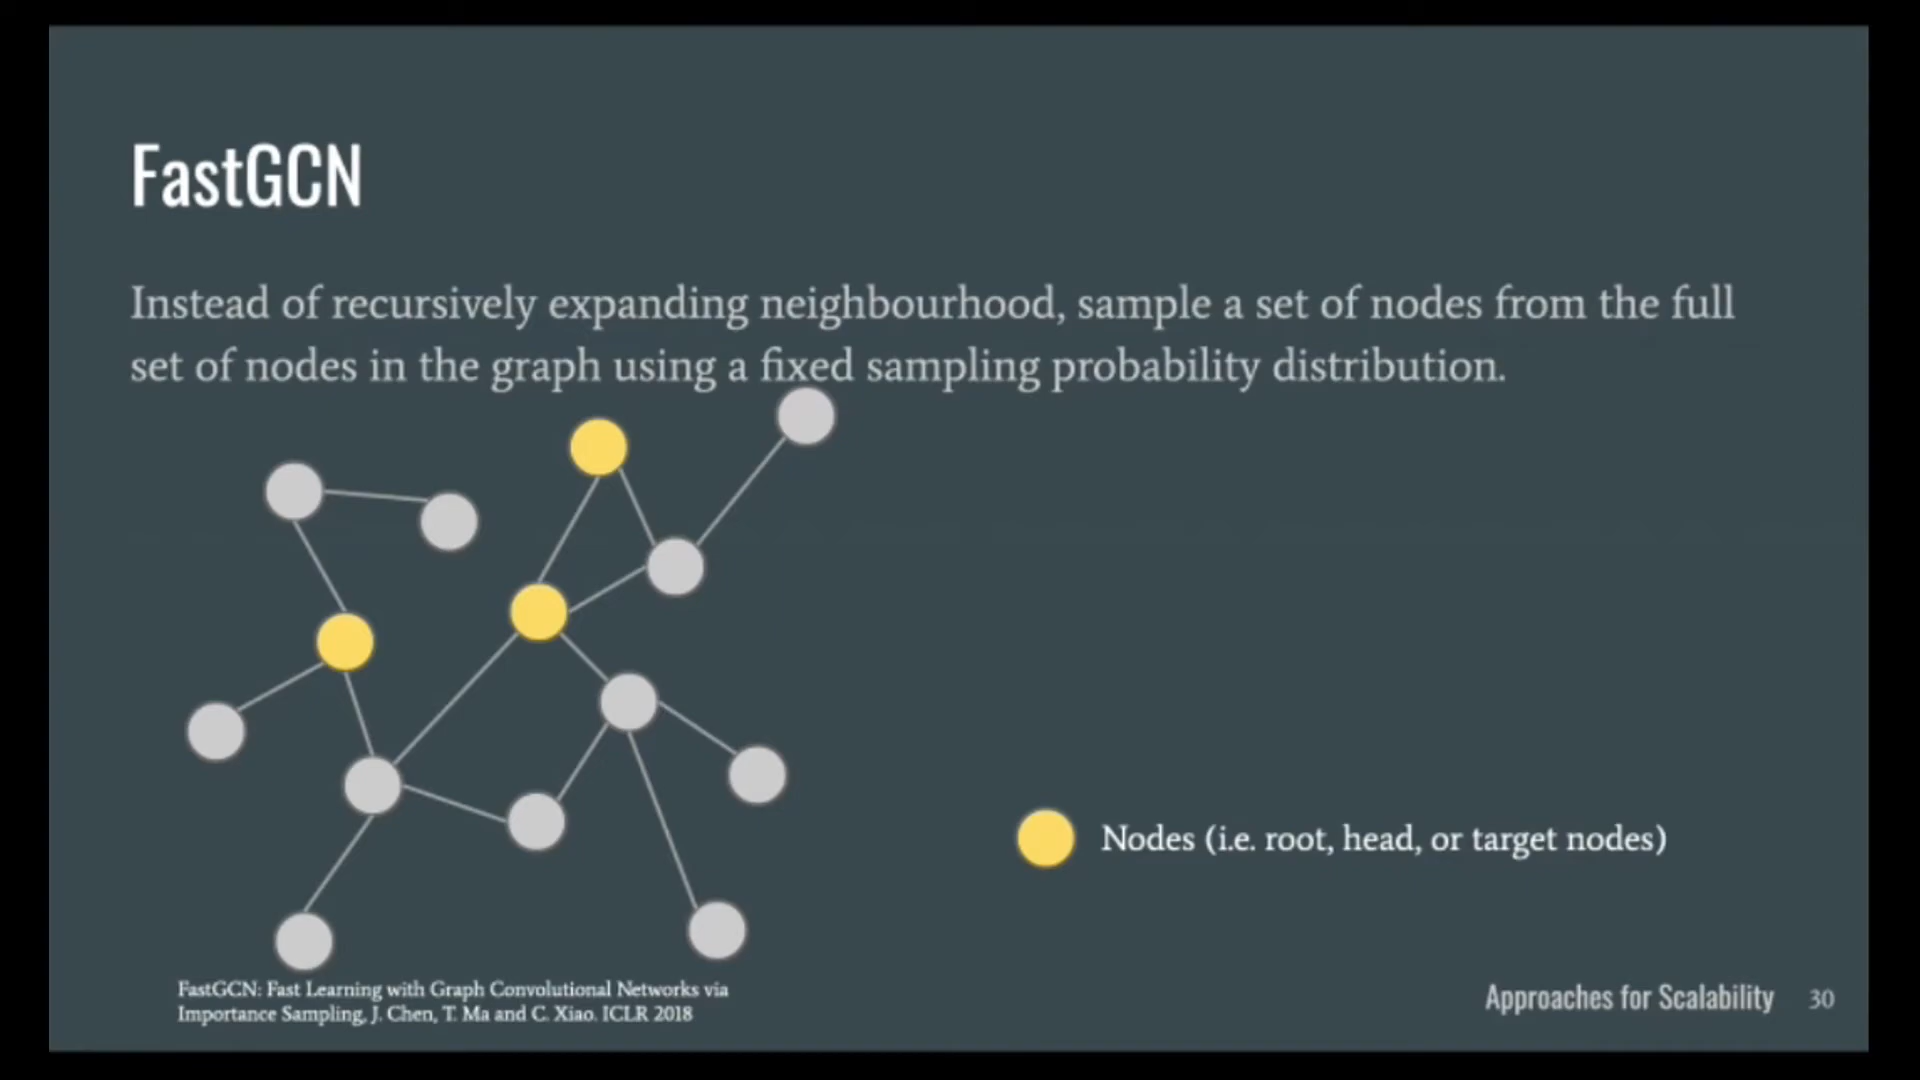 FastGCN
Instead of recursively expanding neighbourhood, sample a set of nodes from the full
set of nodes in the graph using a fixed sampling probability distribution.
Nodes (i.e. root, head, or target nodes)
FastGCN: Fast Learning with Graph Convolutional Networks via
Importance Sampling, J. Chen, T. Ma and C. Xiao. ICLR 2018
Approaches for Scalability 30